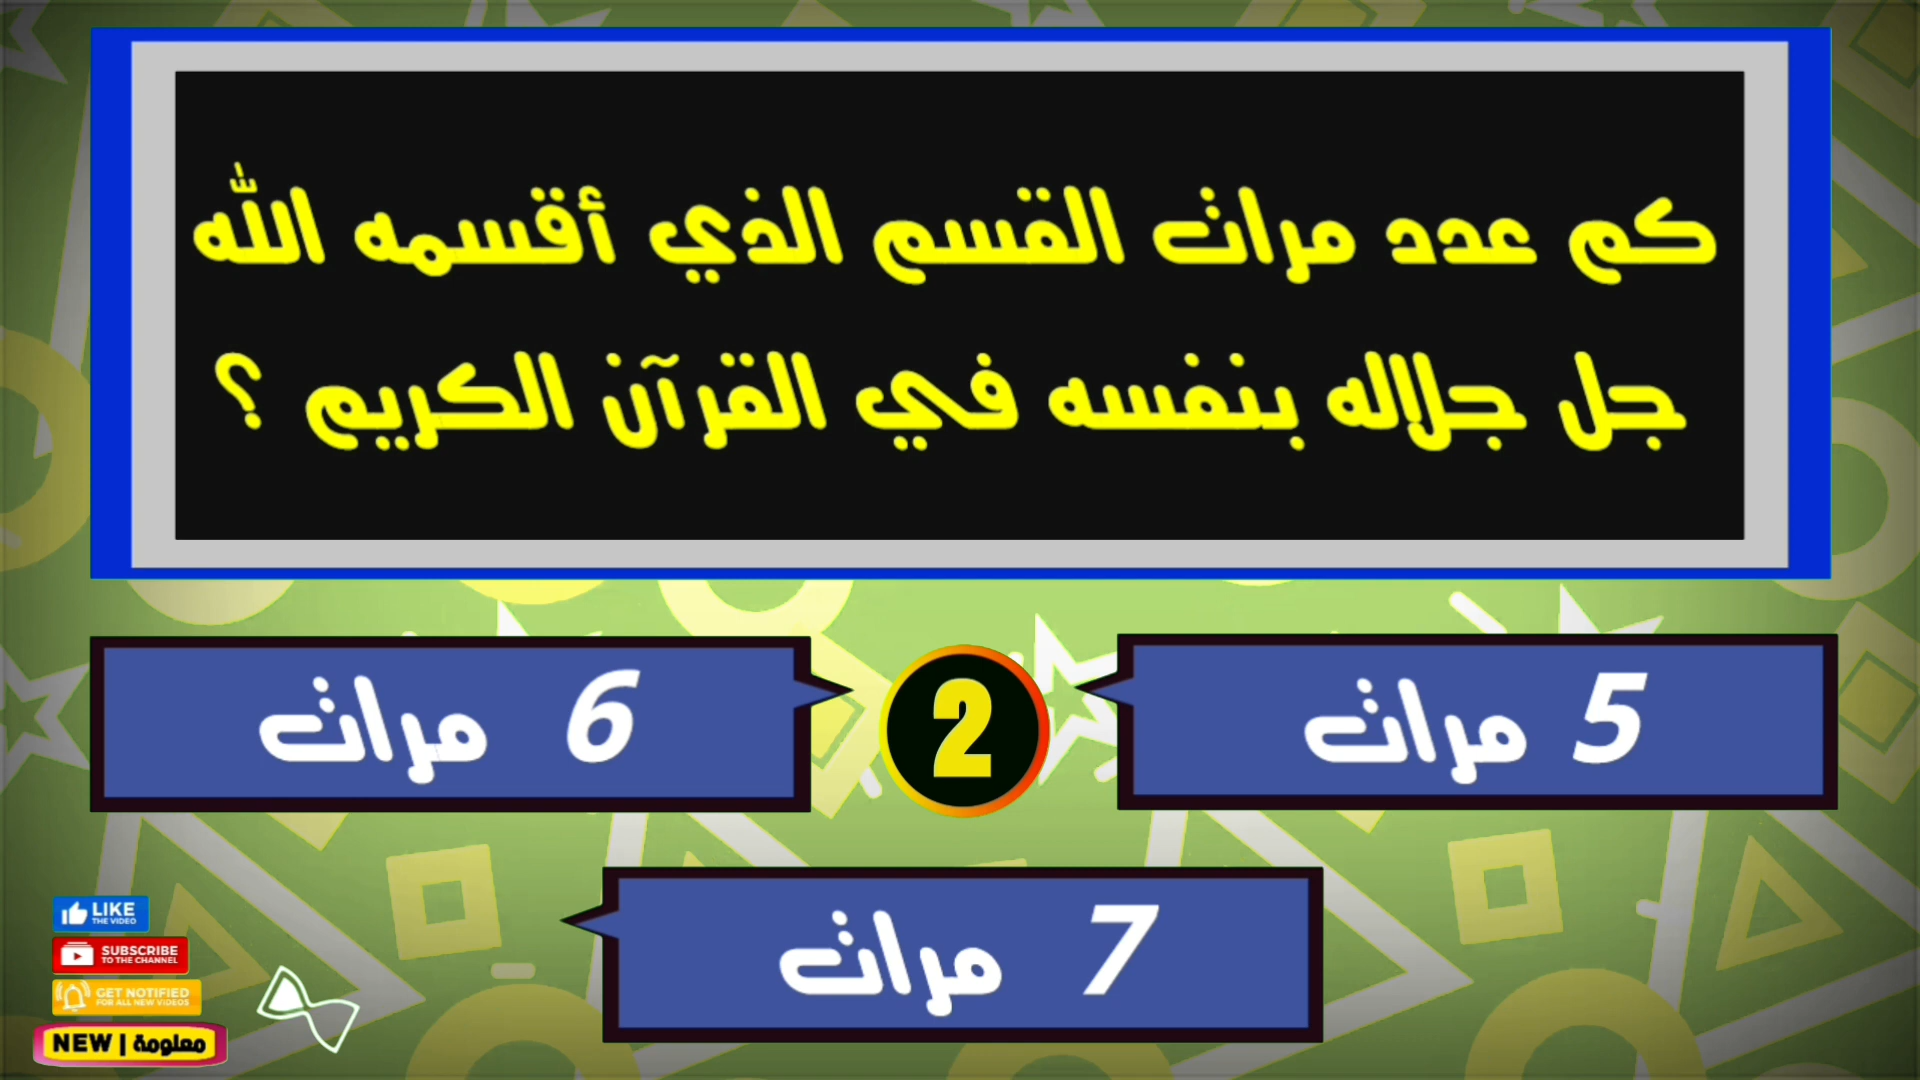 كم عدد مرات القسم الذي أقسمه الله
جل جلاله بنفسه في القرآن الكريم ؟
5 مرات
2
6 مرات
7 مرات
LIKE
THE VIDEO
SUBSCRIBE
TO THE CHANNEL
GET NOTIFIED
FOR ALL NEW VIDEOS
معلومة | NEW